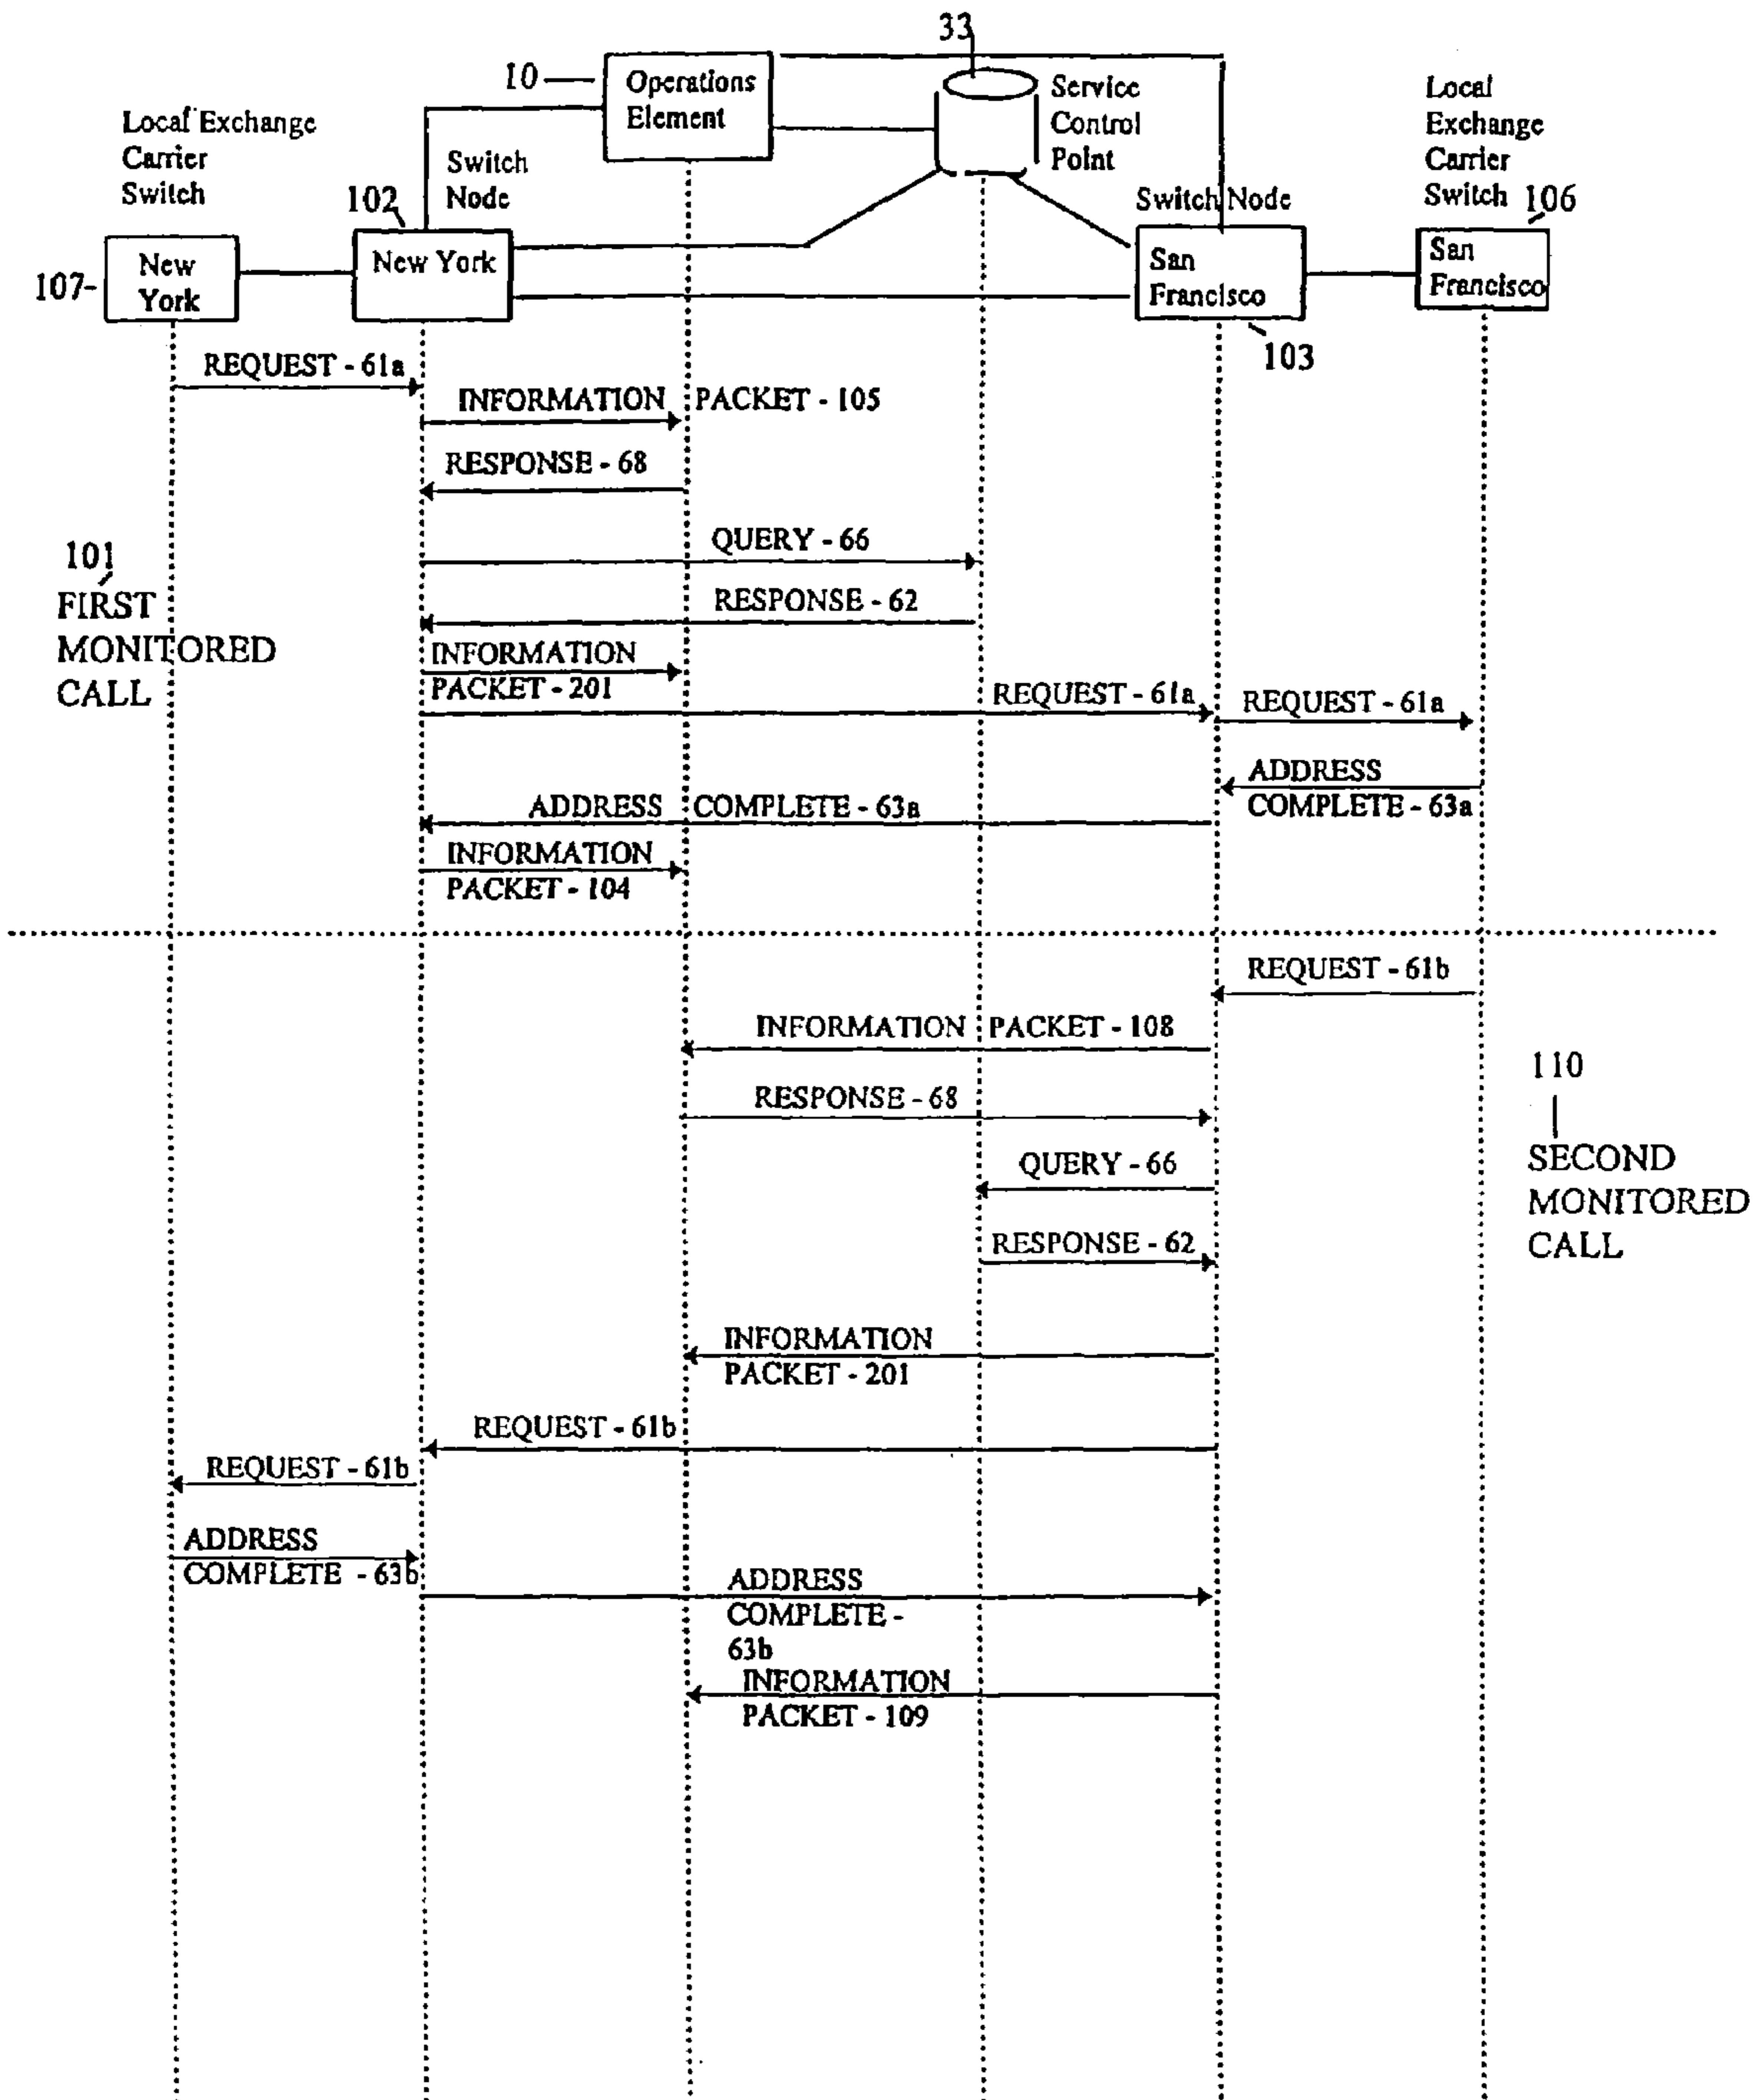 33
10
Operations
Element
Service
Control
Point
Local
Exchange
Carrier
Switch
106
Local Exchange
Carrier
Switch
Switch
Node
102
Switch Node
107
New
York
New York
San
Francisco
San
Francisco
103
REQUEST - 61a
INFORMATION PACKET - 105
RESPONSE - 68
QUERY - 66
101
FIRST
MONITORED
CALL
RESPONSE - 62
INFORMATION
PACKET - 201
REQUEST - 61a
REQUEST - 61a
ADDRESS
COMPLETE - 63a
ADDRESS COMPLETE - 63a
INFORMATION
PACKET - 104
REQUEST - 61b
INFORMATION PACKET - 108
110
SECOND
MONITORED
CALL
RESPONSE - 68
QUERY - 66
RESPONSE - 62
INFORMATION
PACKET - 201
REQUEST - 61b
REQUEST - 61b
ADDRESS
COMPLETE - 63b
ADDRESS
COMPLETE -
63b
INFORMATION
PACKET - 109